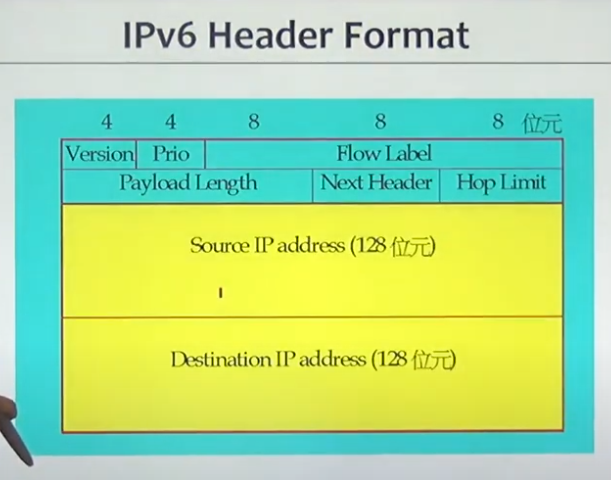 IPv6 Header Format
4 4 8 8 8 位元
Version Prio Flow Label
Payload Length Next Header Hop Limit
Source IP address (128 位元)
Destination IP address (128 位元)